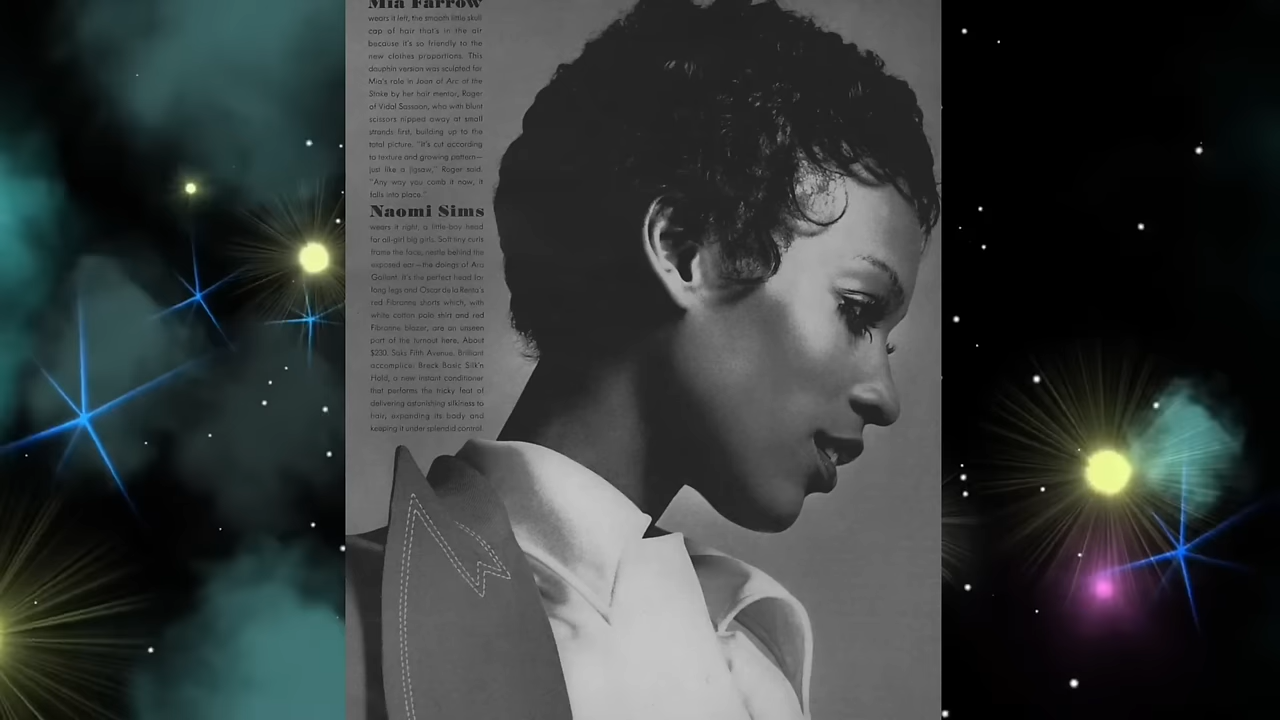 Mia Farrow
wears it left, the smooth little skull
cap of hair that's in the air
because it's so friendly to the
new clothes proportions. This
dauphin version was sculpted for
Mia's role in Joan of Arc at the
Stake by her hair mentor, Roger
of Vidal Sassoon, who with blunt
scissors nipped away at small
strands first, building up to the
total picture. "It's cut according
to texture and growing pattern—
just like a jigsaw," Roger said.
"Any way you comb it now, it
falls into place."
Naomi Sims
wears it right, a little-boy head
for all-girl big girls. Soft tiny curls
frame the face, nestle behind the
exposed ear—the doings of Ara
Gallant. It's the perfect head for
long legs and Oscar de la Renta's
red Fibranne shorts which, with
white cotton polo shirt and red
Fibranne blazer, are an unseen
part of the turnout here. About
$230. Saks Fifth Avenue. Brilliant
accomplice: Breck Basic Silk'n
Hold, a new instant conditioner
that performs the tricky feat of
delivering astonishing silkiness to
hair, expanding its body and
keeping it under splendid control.